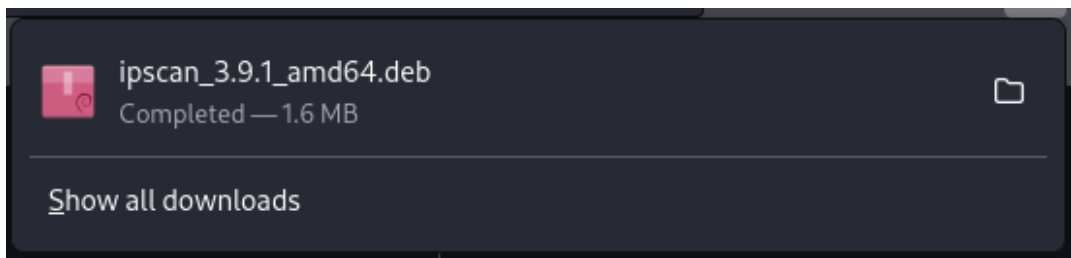 ipscan_3.9.1_amd64.deb
Completed — 1.6 MB
Show all downloads